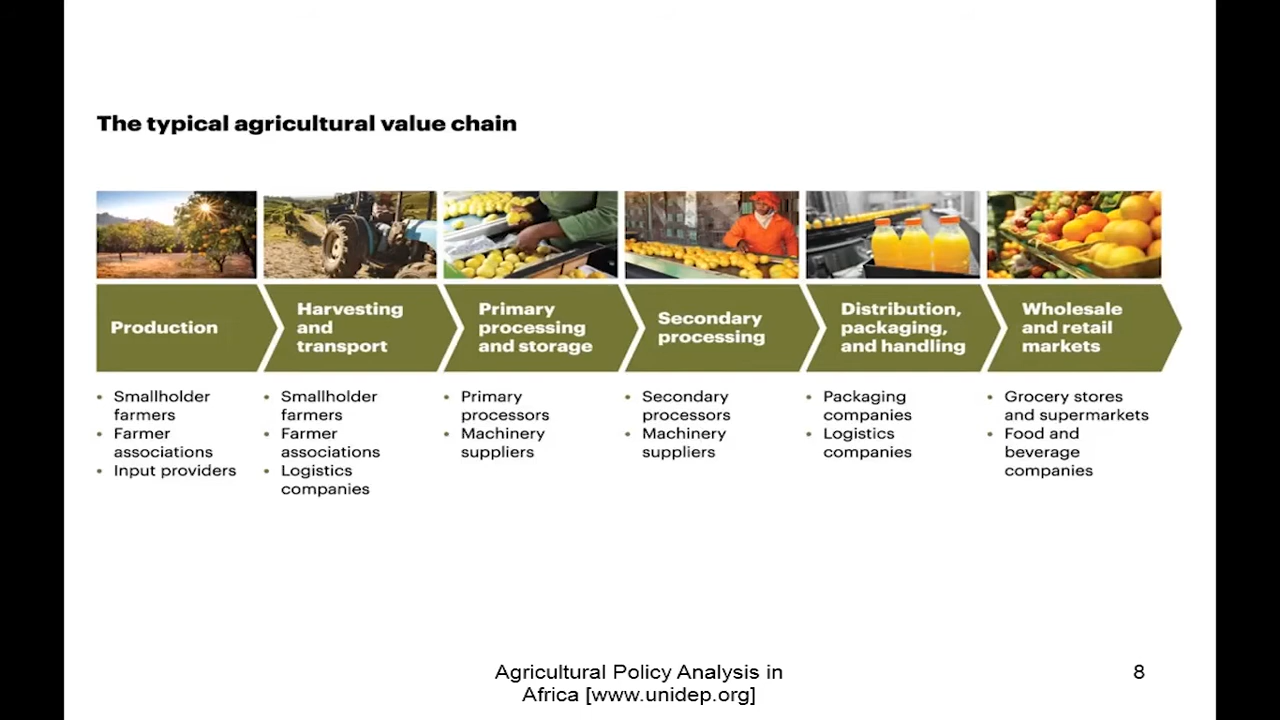 The typical agricultural value chain
Production
Harvesting
and
transport
Primary
processing
and storage
Secondary
processing
Distribution,
packaging,
and handling
Wholesale
and retail
markets
• Smallholder
farmers
• Farmer
associations
• Input providers
• Smallholder
farmers
• Farmer
associations
• Logistics
companies
• Primary
processors
• Machinery
suppliers
• Secondary
processors
• Machinery
suppliers
• Packaging
companies
• Logistics
companies
• Grocery stores
and supermarkets
• Food and
beverage
companies
Agricultural Policy Analysis in
Africa [www.unidep.org]
8